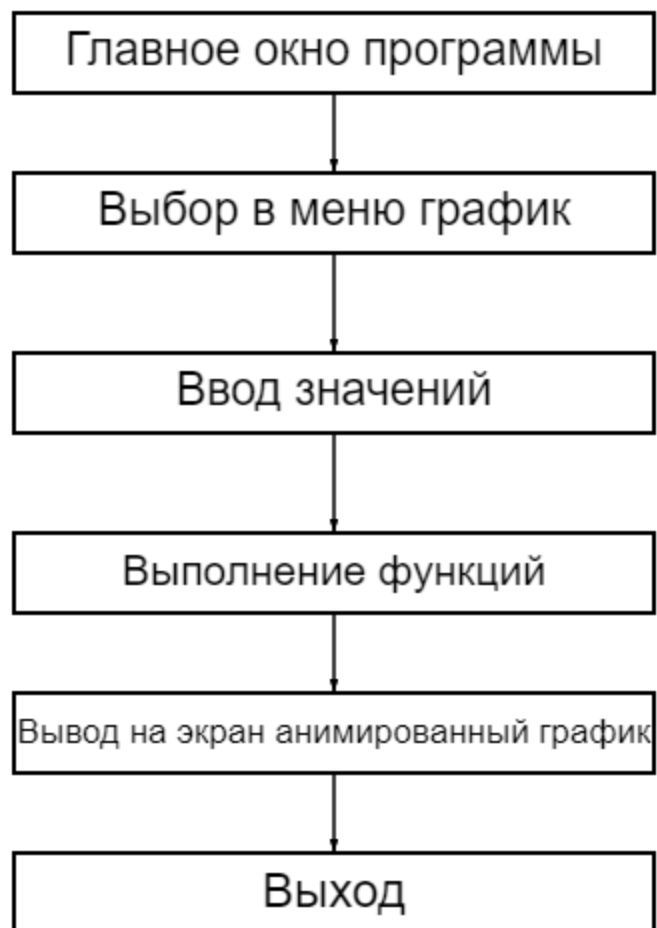 Главное окно программы
Выбор в меню график
Ввод значений
Выполнение функций
Вывод на экран анимированный график
Выход